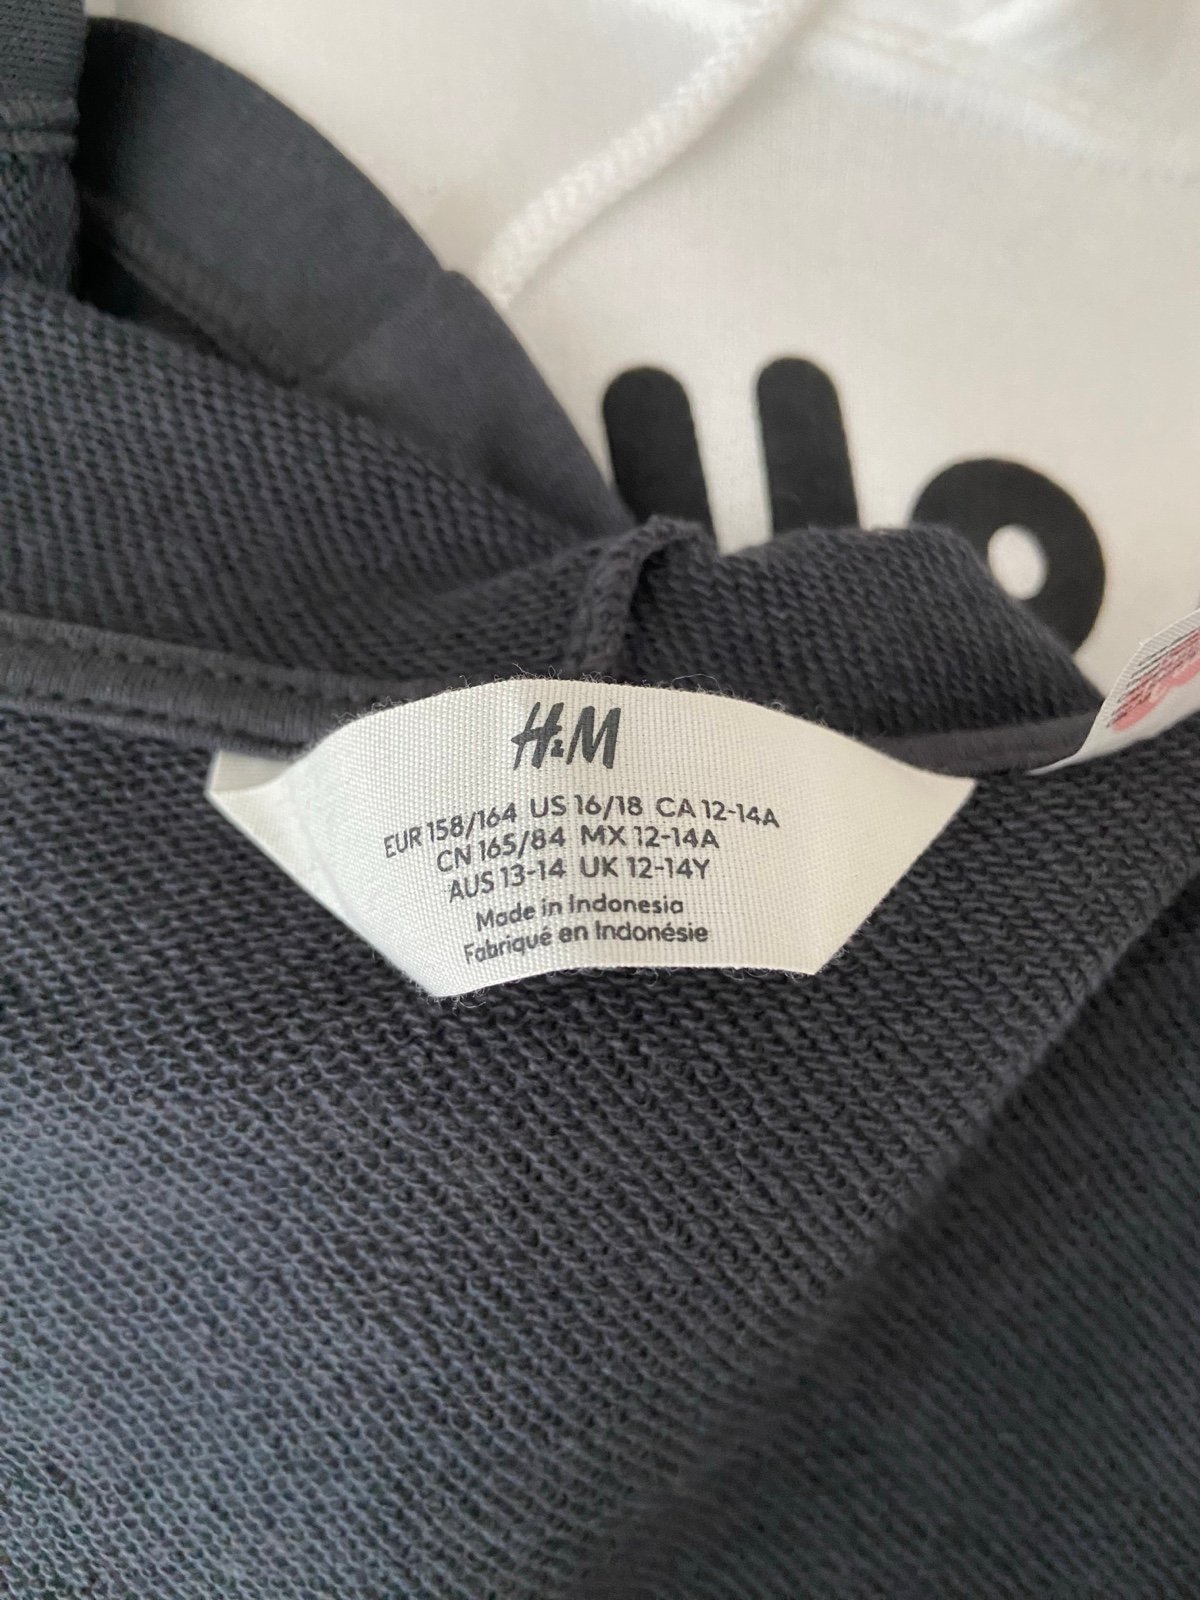 H&M
EUR 158/164 US 16/18 CA 12-14A
CN 165/84 MX 12-14A
AUS 13-14 UK 12-14Y
Made in Indonesia
Fabriqué en Indonésie